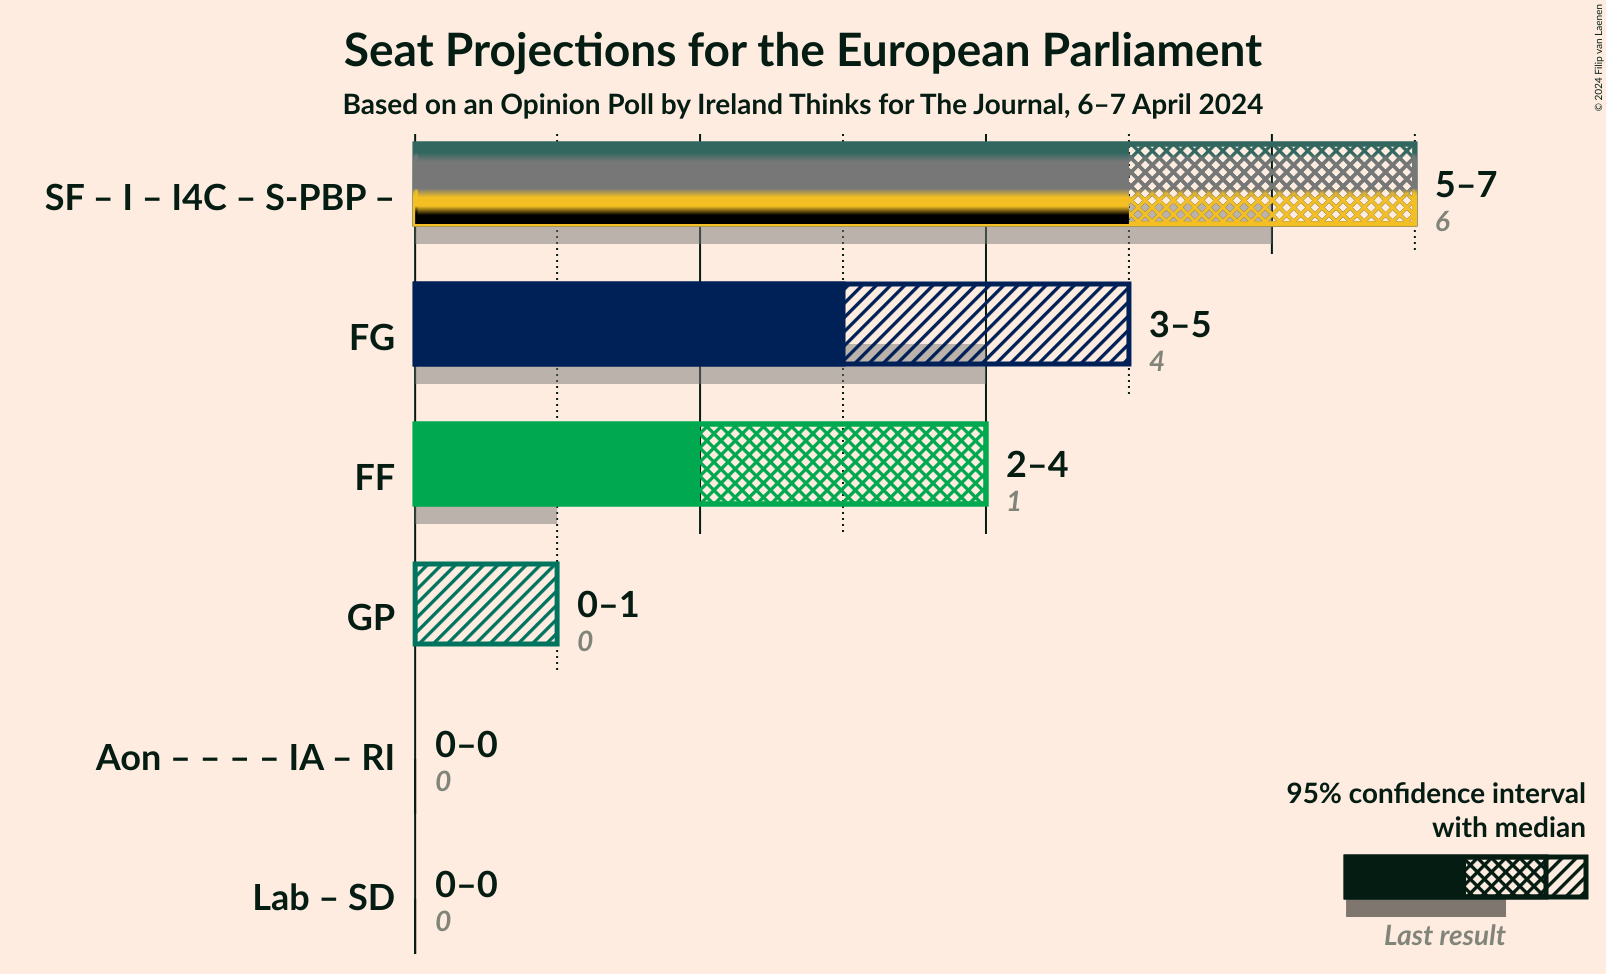 Seat Projections for the European Parliament
Based on an Opinion Poll by Ireland Thinks for The Journal, 6–7 April 2024
© 2024 Filip van Laenen
SF – I – I4C – S-PBP –
5–7
6
FG
3–5
4
FF
2–4
1
GP
0–1
0
Aon – – – – IA – RI
0–0
0
Lab – SD
0–0
0
95% confidence interval
with median
Last result